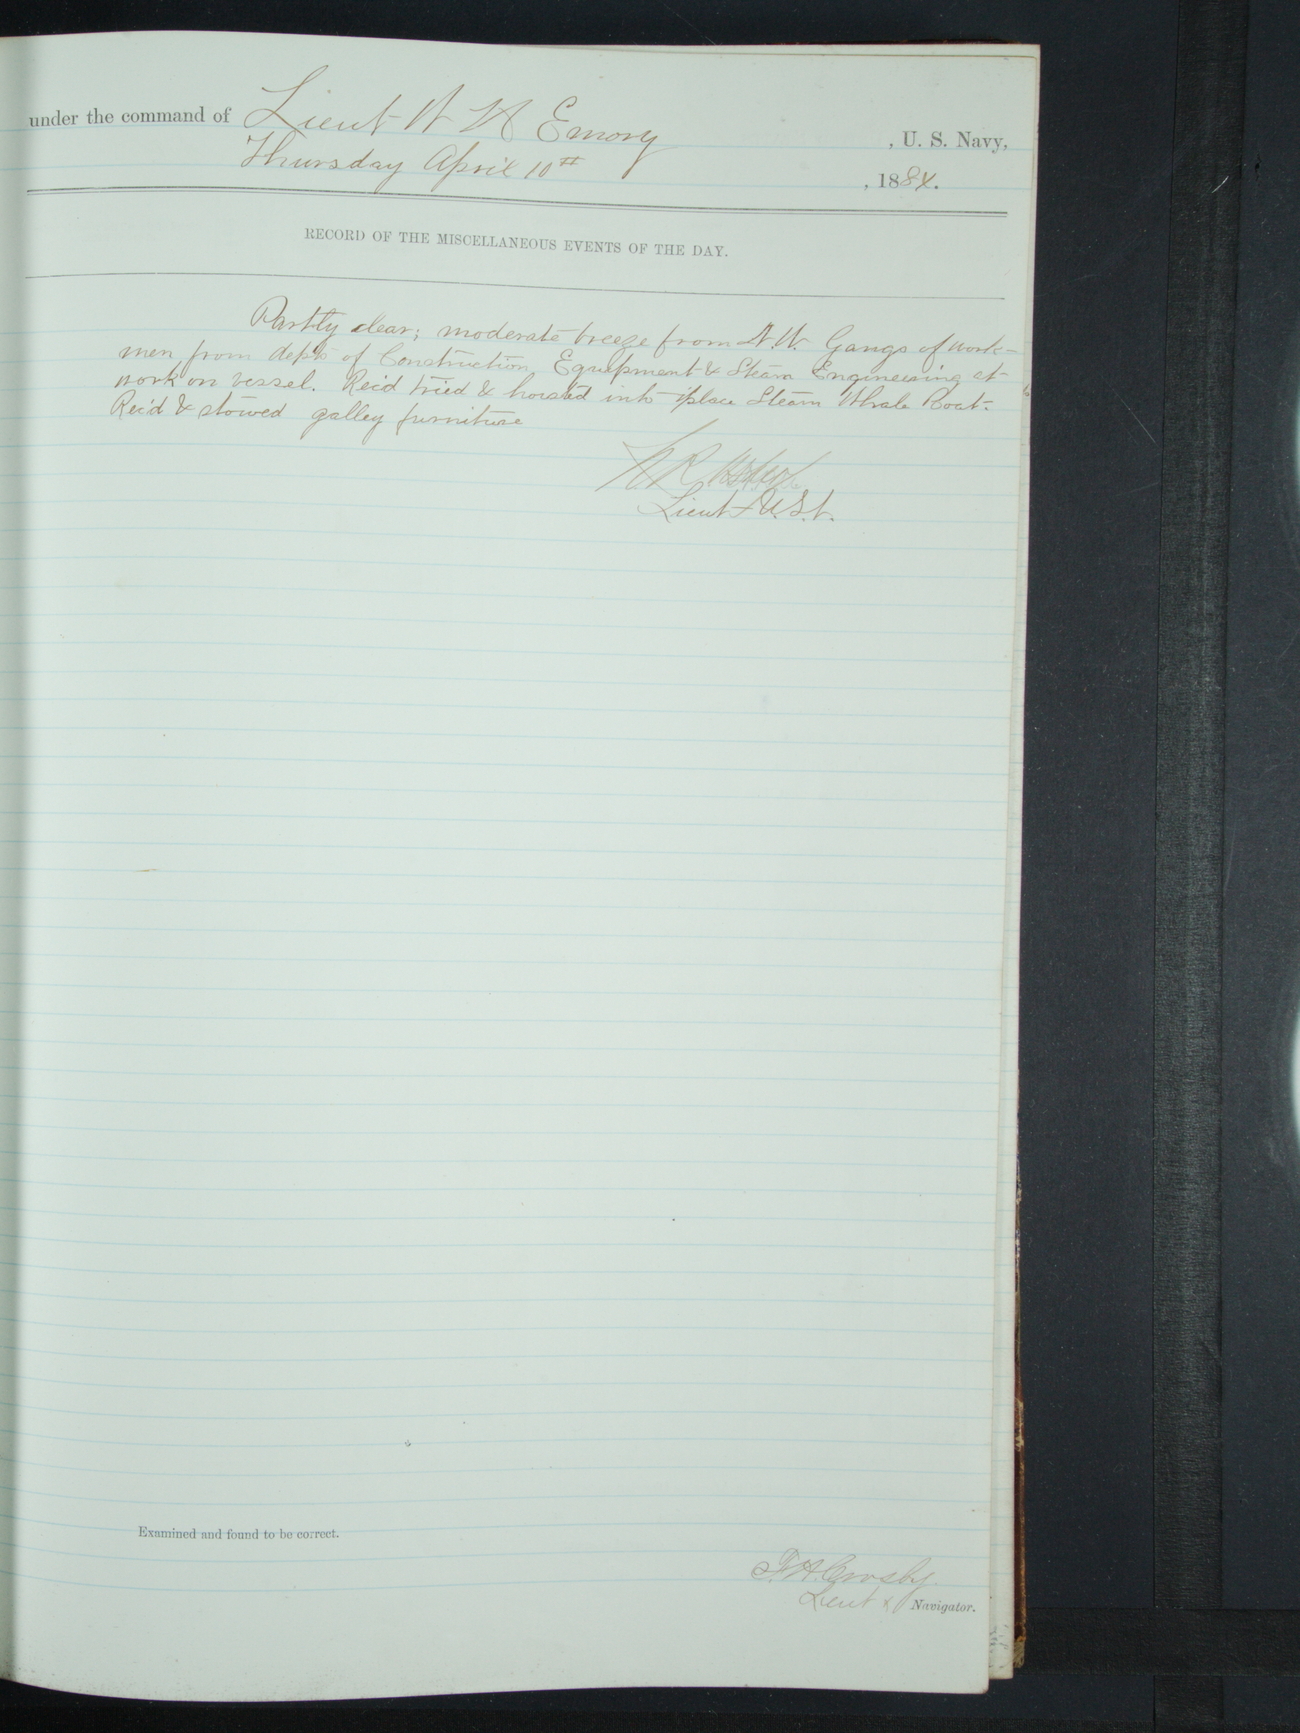 under the command of Lieut W H Emory, U. S. Navy,
Thursday April 10th, 1884.
RECORD OF THE MISCELLANEOUS EVENTS OF THE DAY.
Partly clear; moderate breeze from N.W. Gangs of work-
men from depts of Construction Equipment & Steam Engineering at
work on vessel. Rec'd tried & hoisted into place Steam Whale Boat.
Rec'd & stowed galley furniture
Lieut U.S.N.
Examined and found to be correct.
Crosby
Lieut & Navigator.